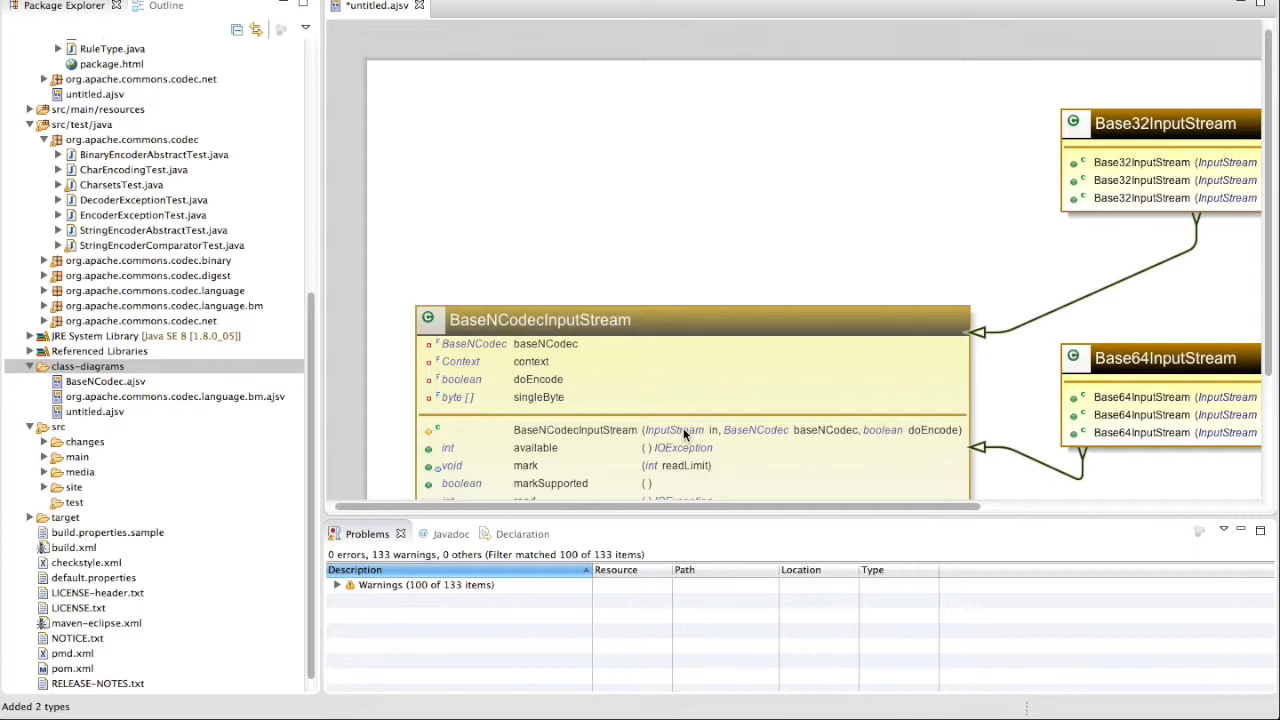 Package Explorer
Outline
RuleType.java
package.html
org.apache.commons.codec.net
untitled.ajsv
src/main/resources
src/test/java
org.apache.commons.codec
BinaryEncoderAbstractTest.java
CharEncodingTest.java
CharsetsTest.java
DecoderExceptionTest.java
EncoderExceptionTest.java
StringEncoderAbstractTest.java
StringEncoderComparatorTest.java
org.apache.commons.codec.binary
org.apache.commons.codec.digest
org.apache.commons.codec.language
org.apache.commons.codec.language.bm
org.apache.commons.codec.net
JRE System Library [Java SE 8 [1.8.0_05]]
Referenced Libraries
class-diagrams
BaseNCodec.ajsv
org.apache.commons.codec.language.bm.ajsv
untitled.ajsv
src
changes
main
media
site
test
target
build.properties.sample
build.xml
checkstyle.xml
default.properties
LICENSE-header.txt
LICENSE.txt
maven-eclipse.xml
NOTICE.txt
pmd.xml
pom.xml
RELEASE-NOTES.txt
Added 2 types
*untitled.ajsv
Base32InputStream
Base32InputStream (InputStream
Base32InputStream (InputStream
Base32InputStream (InputStream
BaseNCodecInputStream
BaseNCodec baseNCodec
Context context
boolean doEncode
byte [ ] singleByte
BaseNCodecInputStream (InputStream in, BaseNCodec baseNCodec, boolean doEncode)
int available ( ) IOException
void mark (int readLimit)
boolean markSupported ( )
int read ( ) IOException
Base64InputStream
Base64InputStream (InputStream
Base64InputStream (InputStream
Base64InputStream (InputStream
Problems
@ Javadoc
Declaration
0 errors, 133 warnings, 0 others (Filter matched 100 of 133 items)
Description Resource Path Location Type
Warnings (100 of 133 items)